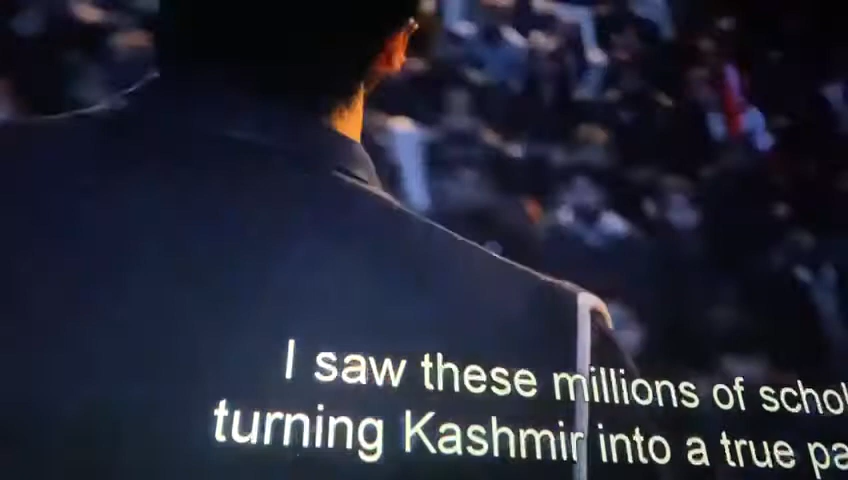 I saw these millions of
turning Kashmir into a true